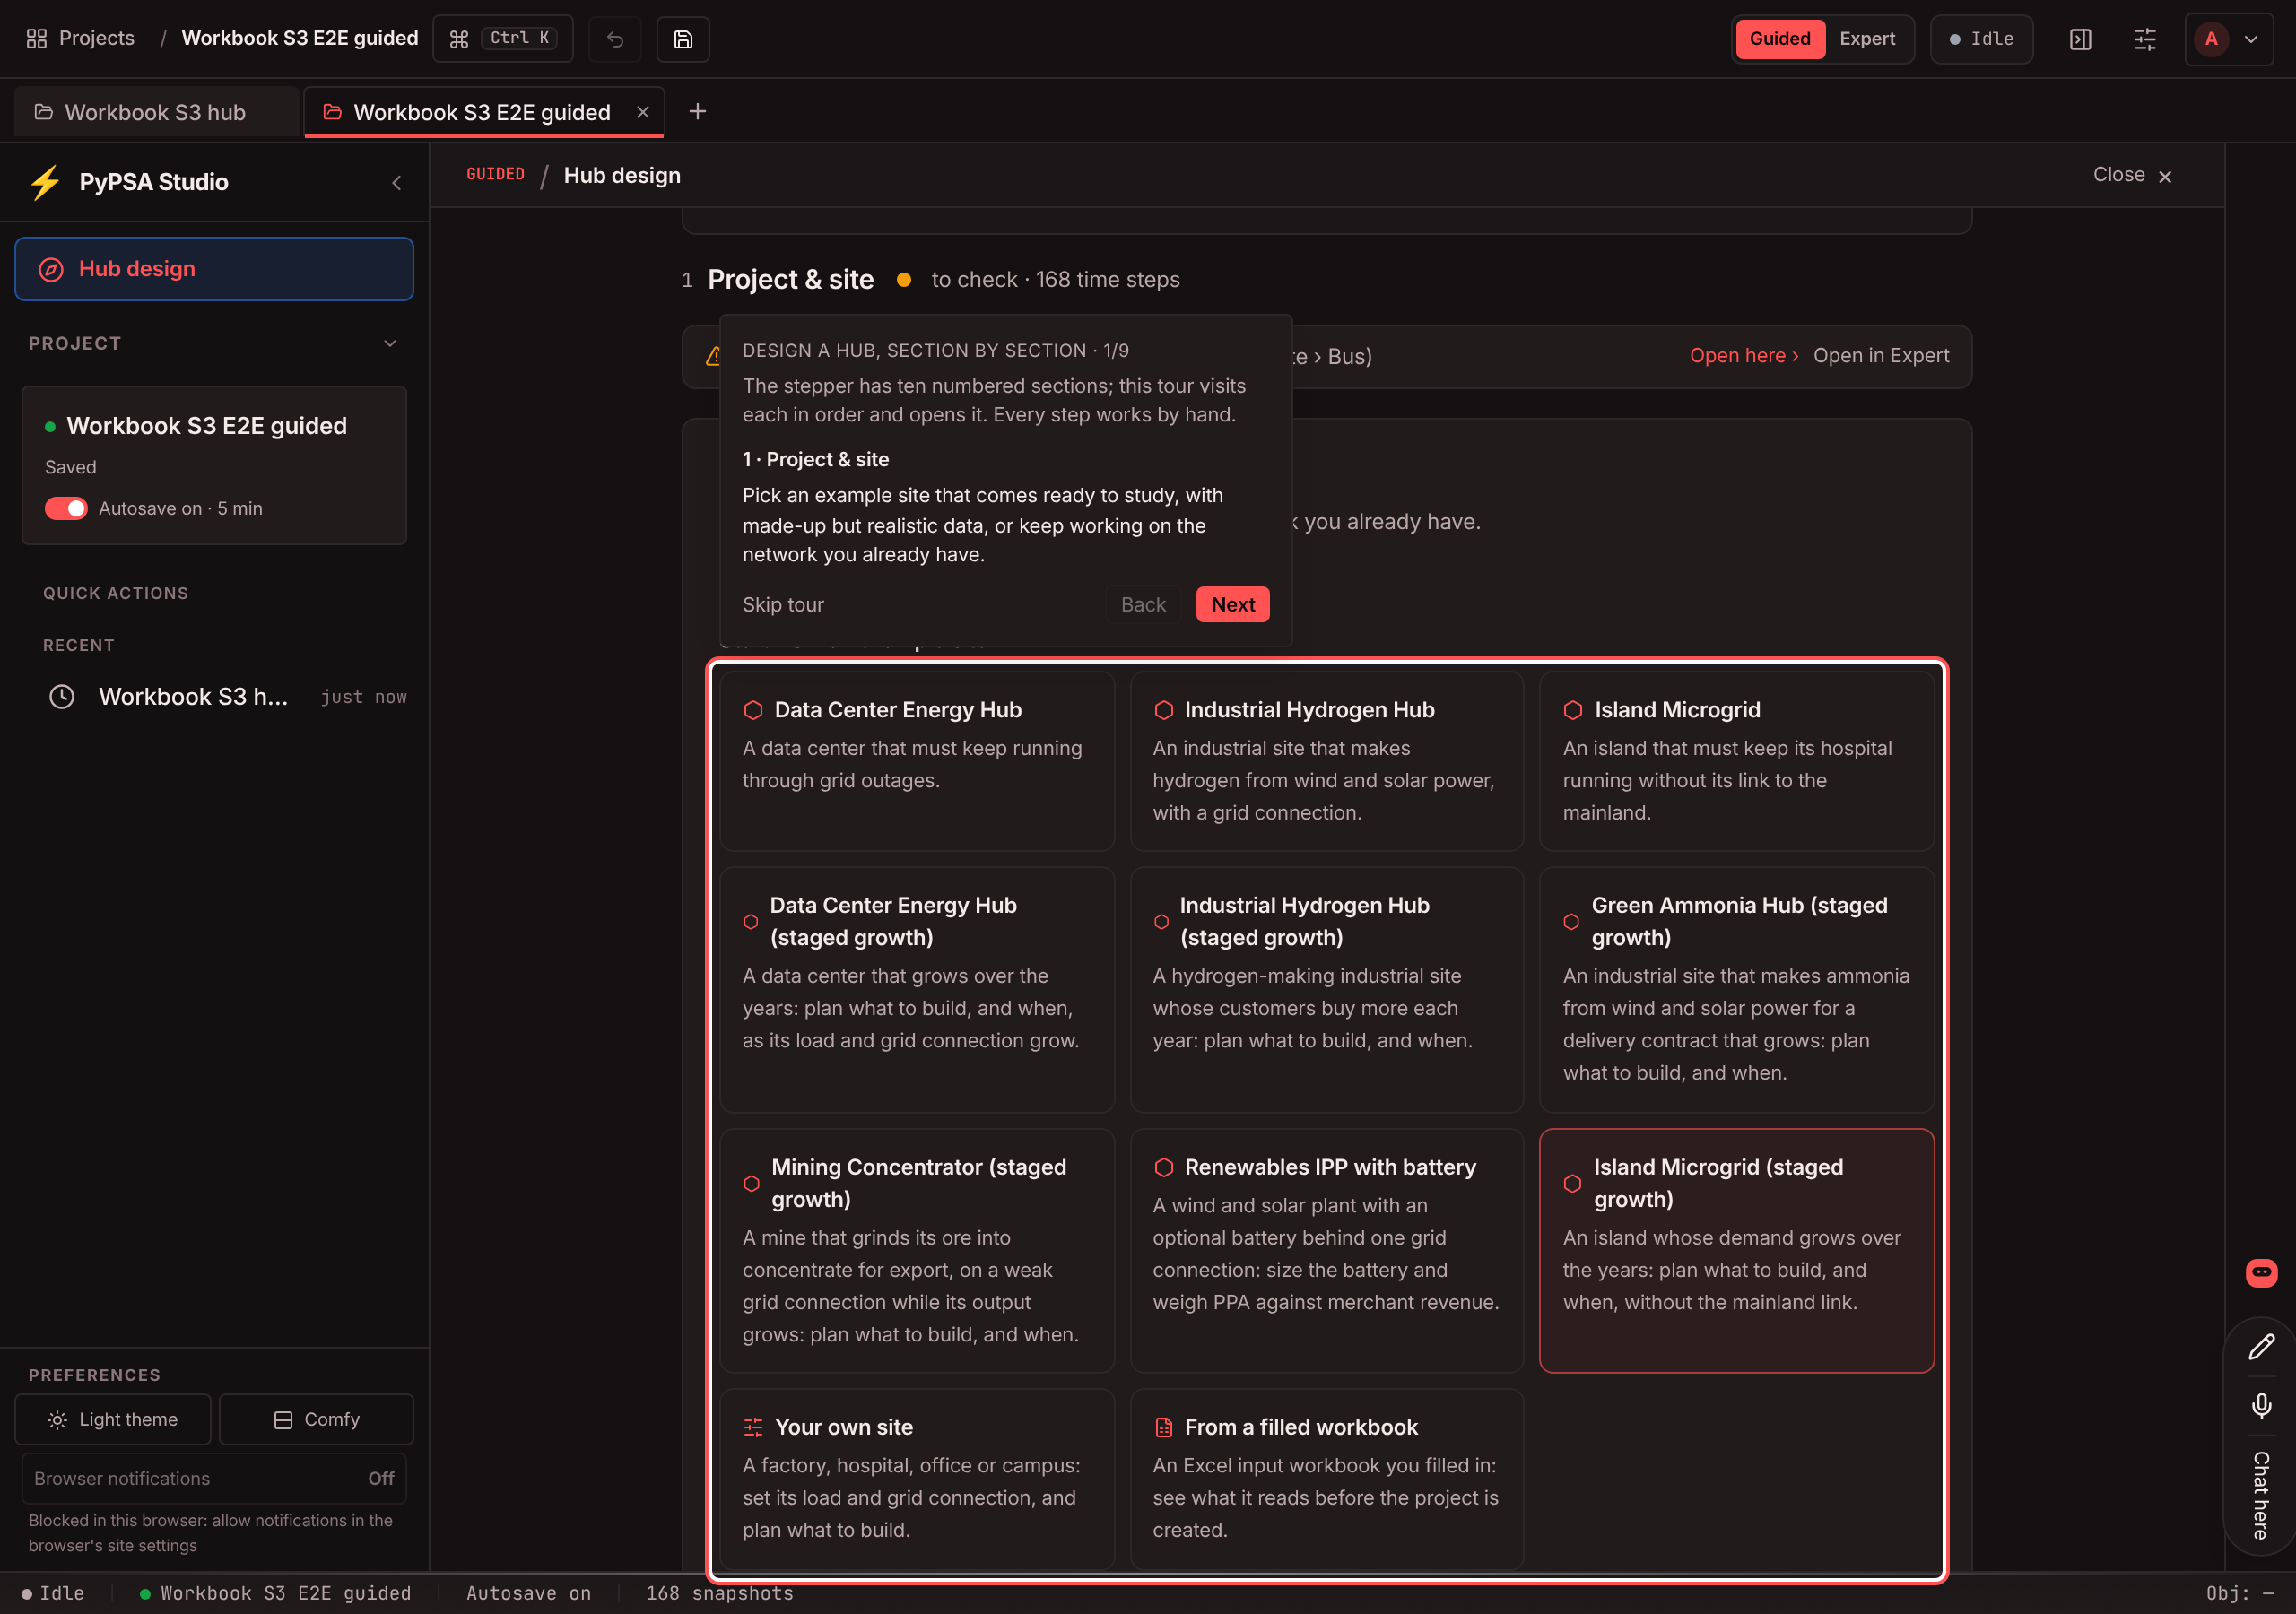 Projects / Workbook S3 E2E guided
Ctrl K
Guided Expert
Idle
A
Workbook S3 hub
Workbook S3 E2E guided
PyPSA Studio
GUIDED / Hub design
Close
Hub design
PROJECT
Workbook S3 E2E guided
Saved
Autosave on · 5 min
QUICK ACTIONS
RECENT
Workbook S3 h... just now
PREFERENCES
Light theme
Comfy
Browser notifications Off
Blocked in this browser: allow notifications in the
browser's site settings
1 Project & site to check · 168 time steps
› Bus)
Open here › Open in Expert
DESIGN A HUB, SECTION BY SECTION · 1/9
The stepper has ten numbered sections; this tour visits
each in order and opens it. Every step works by hand.
1 · Project & site
Pick an example site that comes ready to study, with
made-up but realistic data, or keep working on the
network you already have.
Skip tour
Back
Next
you already have.
Data Center Energy Hub
A data center that must keep running
through grid outages.
Industrial Hydrogen Hub
An industrial site that makes
hydrogen from wind and solar power,
with a grid connection.
Island Microgrid
An island that must keep its hospital
running without its link to the
mainland.
Data Center Energy Hub
(staged growth)
A data center that grows over the
years: plan what to build, and when,
as its load and grid connection grow.
Industrial Hydrogen Hub
(staged growth)
A hydrogen-making industrial site
whose customers buy more each
year: plan what to build, and when.
Green Ammonia Hub (staged
growth)
An industrial site that makes ammonia
from wind and solar power for a
delivery contract that grows: plan
what to build, and when.
Mining Concentrator (staged
growth)
A mine that grinds its ore into
concentrate for export, on a weak
grid connection while its output
grows: plan what to build, and when.
Renewables IPP with battery
A wind and solar plant with an
optional battery behind one grid
connection: size the battery and
weigh PPA against merchant revenue.
Island Microgrid (staged
growth)
An island whose demand grows over
the years: plan what to build, and
when, without the mainland link.
Your own site
A factory, hospital, office or campus:
set its load and grid connection, and
plan what to build.
From a filled workbook
An Excel input workbook you filled in:
see what it reads before the project is
created.
Chat here
Idle
Workbook S3 E2E guided
Autosave on
168 snapshots
Obj: —